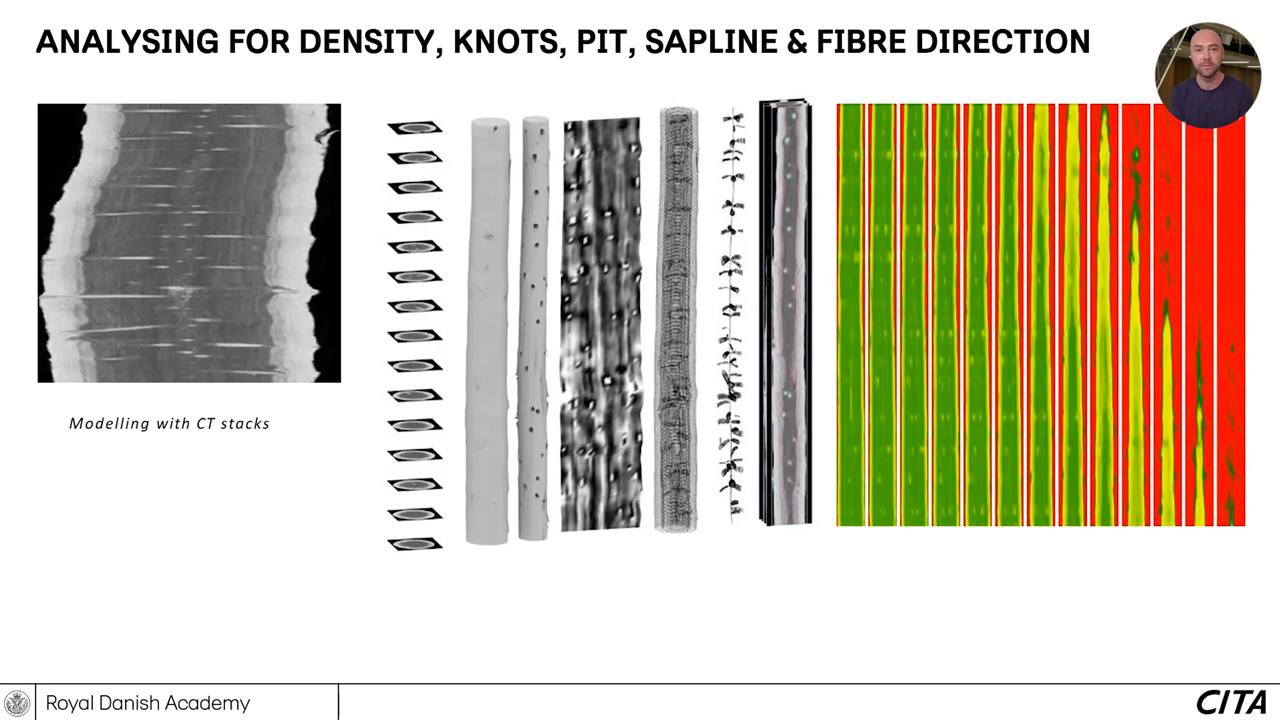 ANALYSING FOR DENSITY, KNOTS, PIT, SAPLINE & FIBRE DIRECTION
Modelling with CT stacks
Royal Danish Academy
CITA